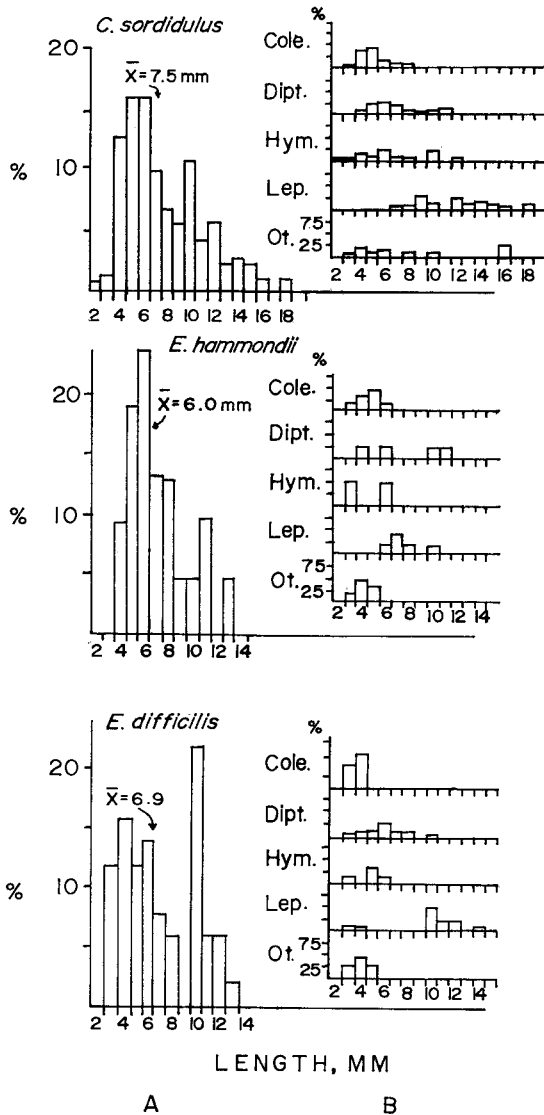 C. sordidulus
%
20
Cole.
X̄=7.5 mm
Dipt.
%
10
Hym.
Lep.
Ot. 75
25
2 4 6 8 10 12 14 16 18
2 4 6 8 10 12 14 16 18 20
E. hammondii
%
20
Cole.
X̄=6.0 mm
Dipt.
%
10
Hym.
Lep.
Ot. 75
25
2 4 6 8 10 12 14
2 4 6 8 10 12 14
E. difficilis
%
20
Cole.
X̄=6.9
Dipt.
%
10
Hym.
Lep.
Ot. 75
25
2 4 6 8 10 12 14
2 4 6 8 10 12 14
LENGTH, MM
A B